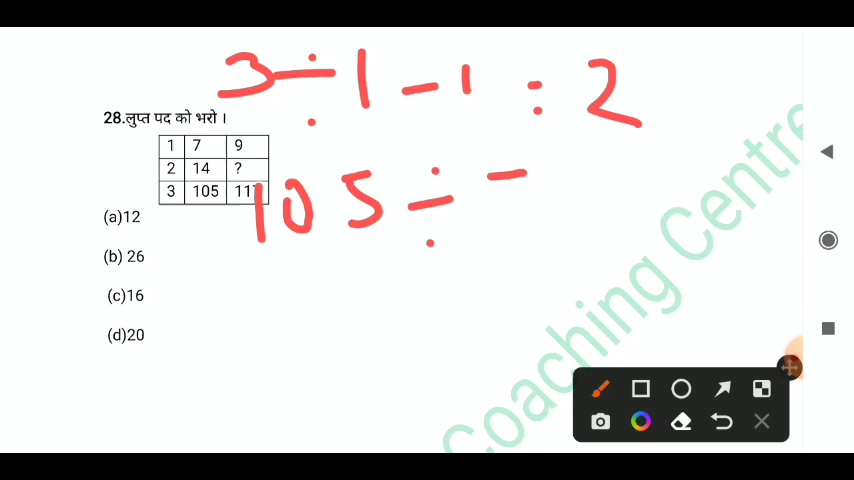 3 ÷ 1 - 1 : 2
28.लुप्त पद को भरो ।
1 7 9
2 14 ?
3 105 117
105 ÷ -
(a)12
(b) 26
(c)16
(d)20
Coaching Centre